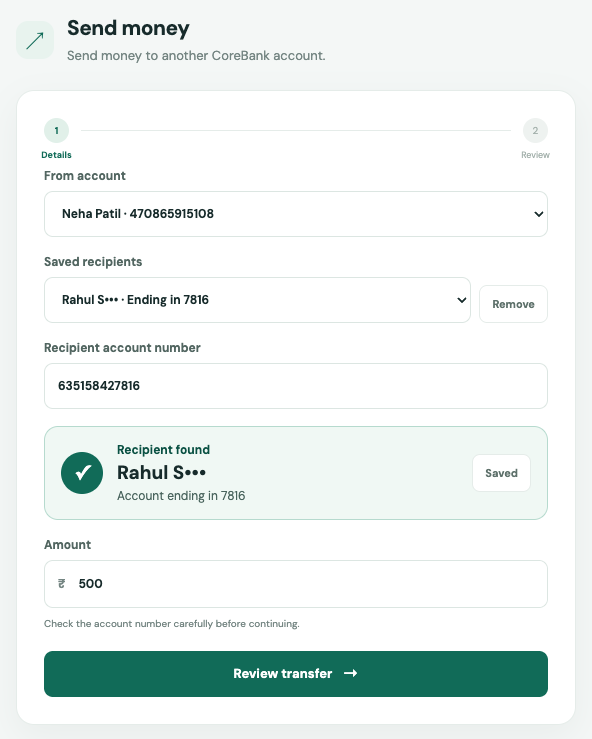 Send money
Send money to another CoreBank account.
1
2
Details
Review
From account
Neha Patil · 470865915108
Saved recipients
Rahul S••• · Ending in 7816
Remove
Recipient account number
635158427816
Recipient found
Rahul S•••
Account ending in 7816
Saved
Amount
₹ 500
Check the account number carefully before continuing.
Review transfer →